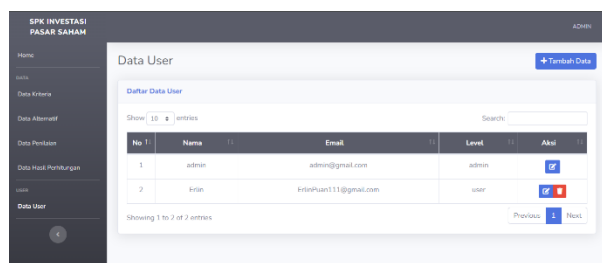 SPK INVESTASI
PASAR SAHAM
ADMIN
Home
DATA
Data Kriteria
Data Alternatif
Data Penilaian
Data Hasil Perhitungan
USER
Data User
Data User
+ Tambah Data
Daftar Data User
Show 10 entries
Search:
No Nama Email Level Aksi
1 admin admin@gmail.com admin
2 Erlin ErlinPuan111@gmail.com user
Showing 1 to 2 of 2 entries
Previous 1 Next